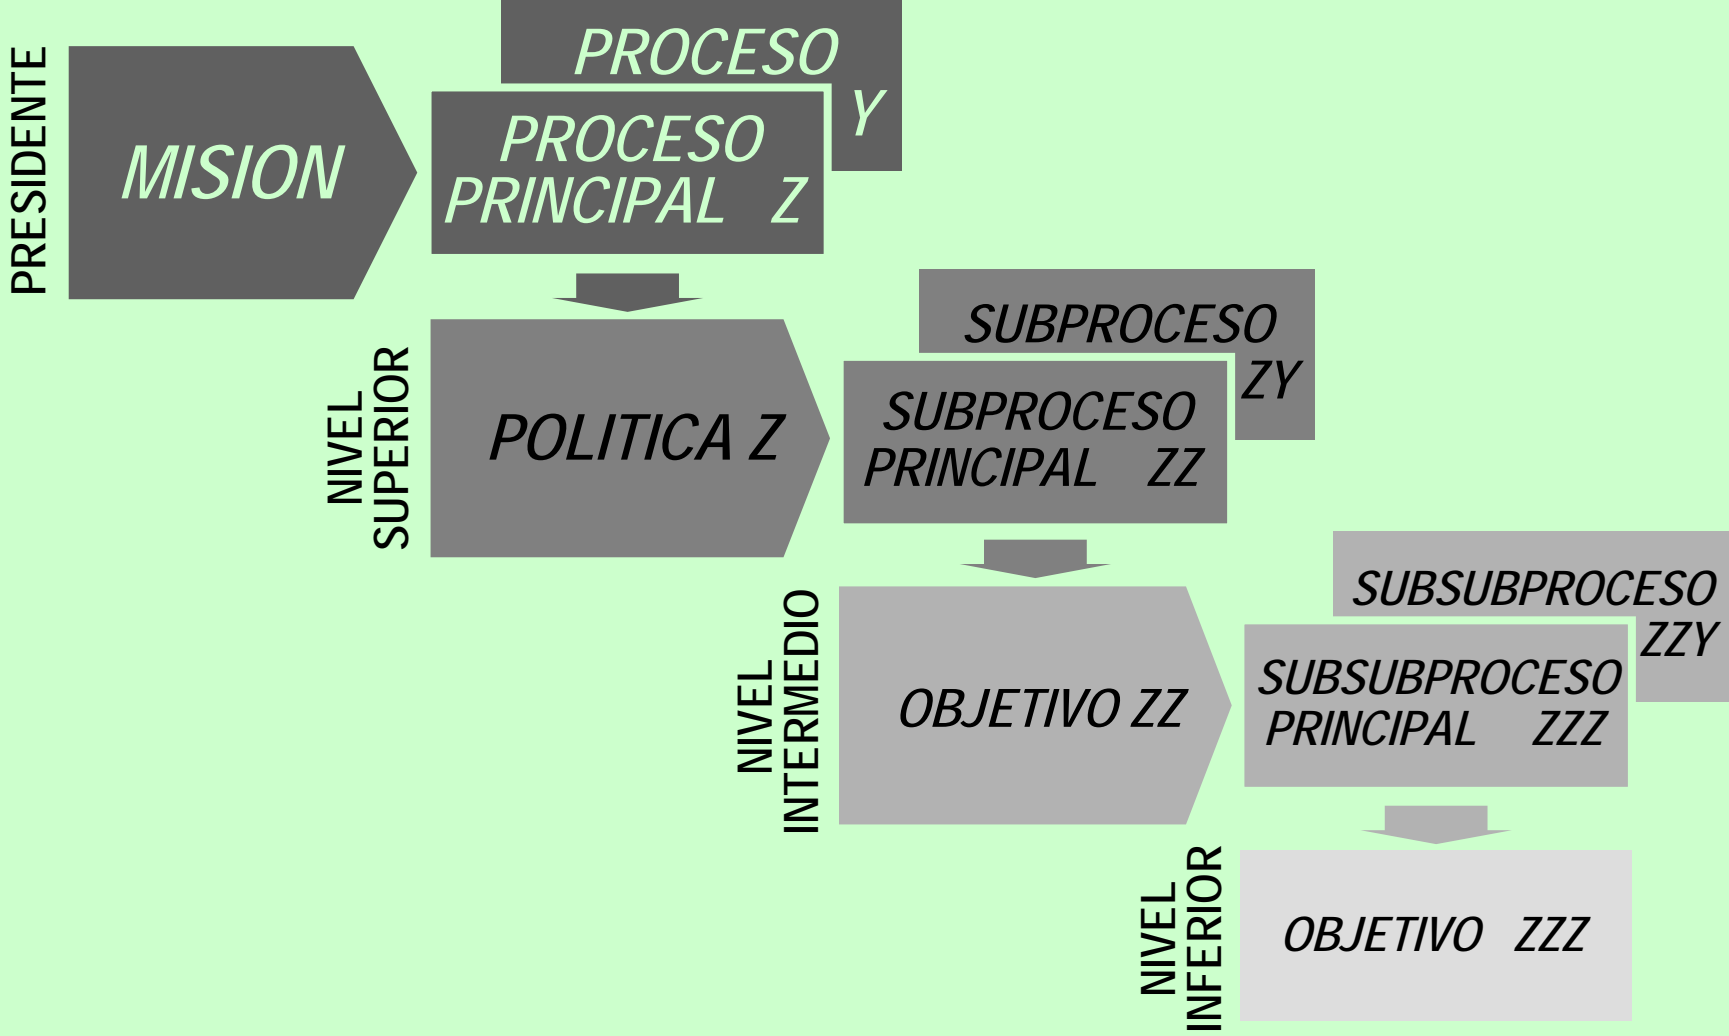 PRESIDENTE
MISION
PROCESO
Y
PROCESO
PRINCIPAL Z
NIVEL
SUPERIOR
POLITICA Z
SUBPROCESO
ZY
SUBPROCESO
PRINCIPAL ZZ
NIVEL
INTERMEDIO
OBJETIVO ZZ
SUBSUBPROCESO
ZZY
SUBSUBPROCESO
PRINCIPAL ZZZ
NIVEL
INFERIOR
OBJETIVO ZZZ